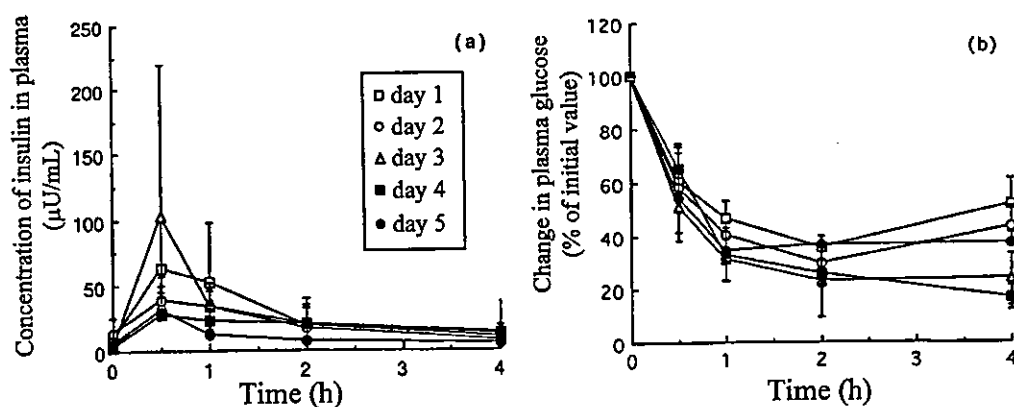 (a)
Concentration of insulin in plasma
(μU/mL)
250
200
150
100
50
0
0 1 2 3 4
Time (h)
day 1
day 2
day 3
day 4
day 5
(b)
Change in plasma glucose
(% of initial value)
120
100
80
60
40
20
0
0 1 2 3 4
Time (h)